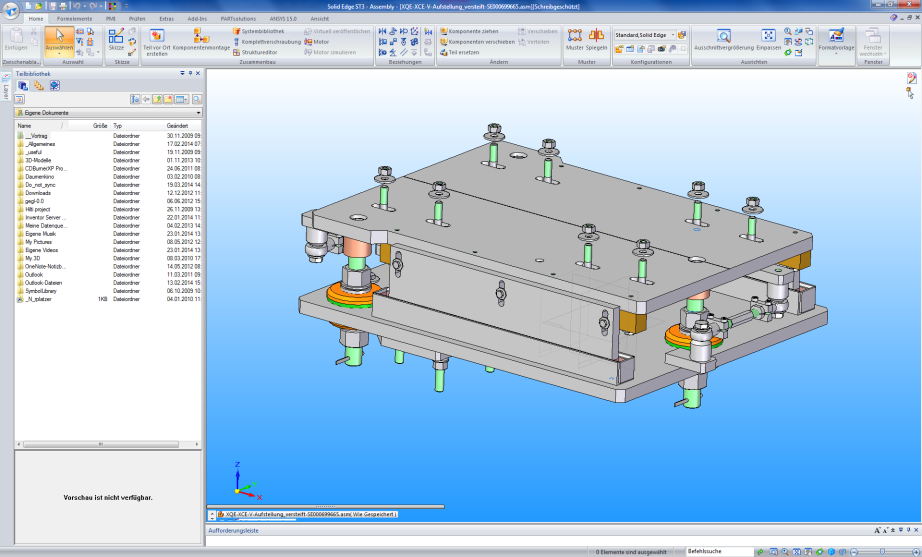 Solid Edge ST3 - Assembly - [XQE-XCE-V-Aufstellung_versteift-SE000699665.asm][Schreibgeschützt]
Home Formelemente PMI Prüfen Extras Add-Ins PARTsolutions ANSYS 15.0 Ansicht
Einfügen
Auswählen
Skizze
Teil vor Ort erstellen
Komponentenmontage
Systembibliothek
Komplettverschraubung
Struktureditor
Virtuell veröffentlichen
Motor
Motor simulieren
Komponente ziehen
Komponenten verschieben
Teil ersetzen
Verschieben
Verteilen
Muster Spiegeln
Standard,Solid Edge
Ausschnittvergrößerung Einpassen
Formatvorlage
Fenster wechseln
Zwischenabla...
Auswahl
Skizze
Zusammenbau
Beziehungen
Ändern
Muster
Konfigurationen
Ausrichten
Fenster
Layer
Teilbibliothek
Eigene Dokumente
Name / Größe Typ Geändert
__Vortrag Dateiordner 30.11.2009 09:
_Allgemeines Dateiordner 17.02.2014 07:
_useful Dateiordner 19.11.2009 09:
3D-Modelle Dateiordner 01.11.2013 10:
CDBurnerXP Pro... Dateiordner 24.06.2011 08:
Daumenkino Dateiordner 03.02.2010 08:
Do_not_sync Dateiordner 19.03.2014 14:
Downloads Dateiordner 12.12.2012 11:
gegl-0.0 Dateiordner 06.06.2012 15:
Hilti project Dateiordner 26.11.2009 13:
Inventor Server ... Dateiordner 22.01.2014 11:
Meine Datenque... Dateiordner 04.02.2013 14:
Eigene Musik Dateiordner 23.01.2014 13:
My Pictures Dateiordner 08.05.2012 12:
Eigene Videos Dateiordner 23.01.2014 13:
My 3D Dateiordner 08.03.2010 17:
OneNote-Notizb... Dateiordner 14.05.2012 08:
Outlook Dateiordner 11.03.2011 09:
Outlook-Dateien Dateiordner 13.02.2014 15:
SymbolLibrary Dateiordner 06.10.2009 10:
_N_rplatzer 1KB Dateiordner 04.01.2010 11:
Vorschau ist nicht verfügbar.
Z
Y
X
XQE-XCE-V-Aufstellung_versteift-SE000699665.asm( Wie Gespeichert )
Aufforderungsleiste
0 Elemente sind ausgewählt
Befehlssuche